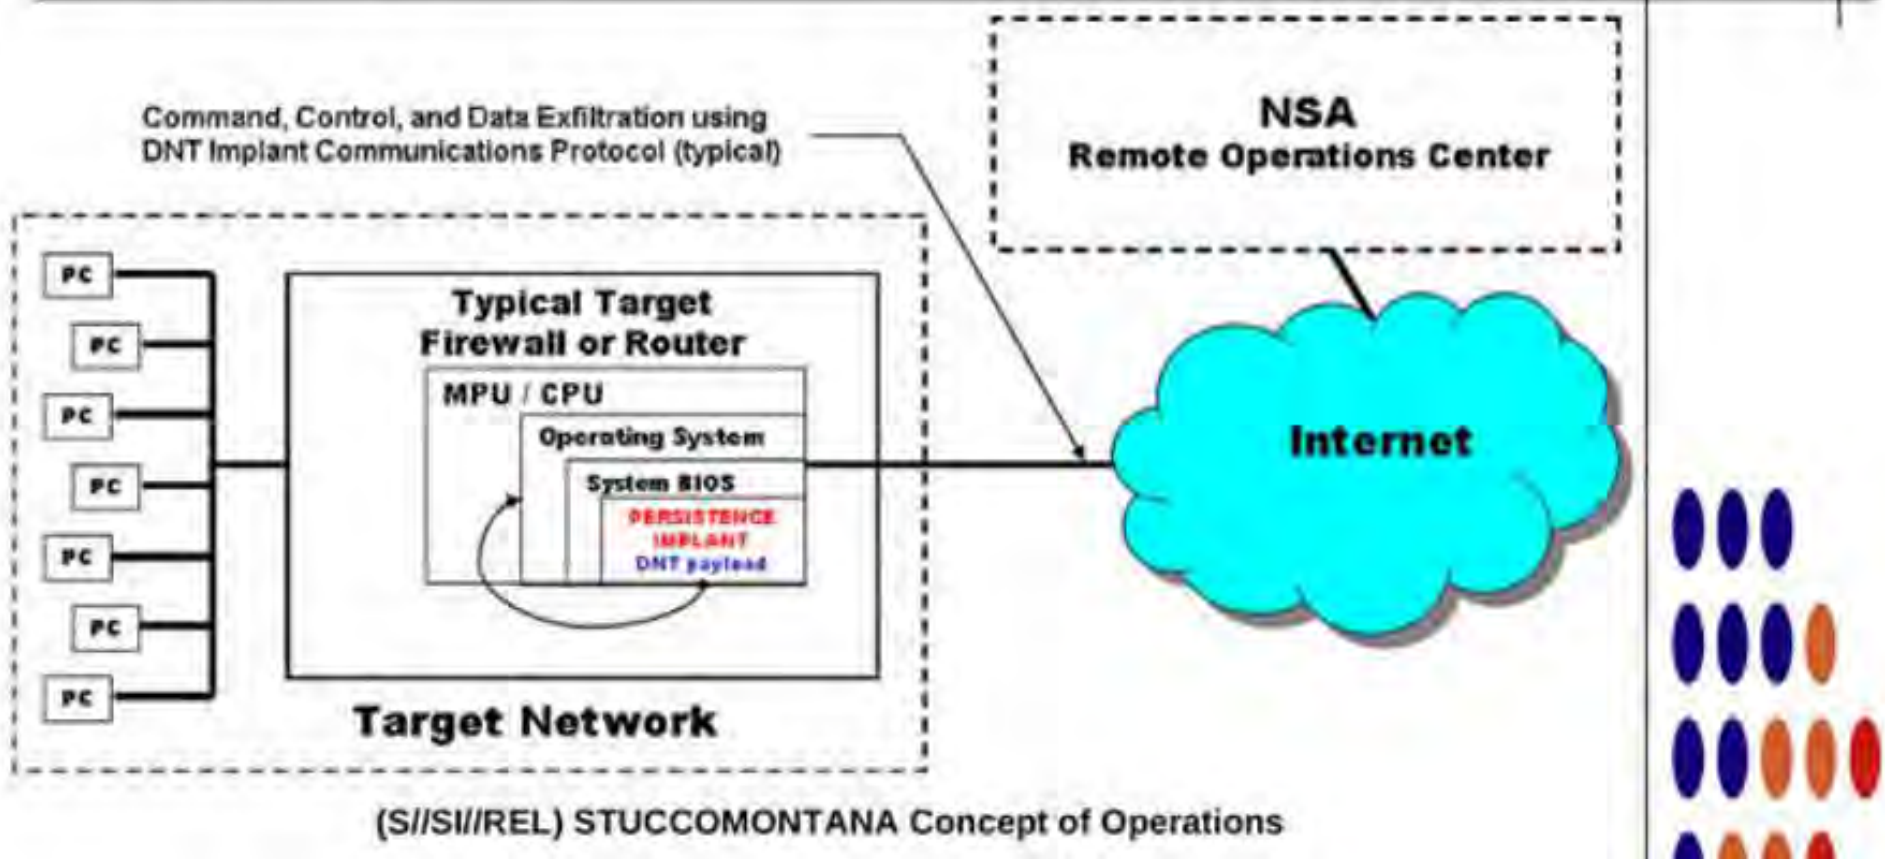 NSA
Remote Operations Center
Command, Control, and Data Exfiltration using
DNT Implant Communications Protocol (typical)
PC
PC
PC
PC
PC
PC
PC
Typical Target
Firewall or Router
MPU / CPU
Operating System
System BIOS
PERSISTENCE
IMPLANT
DNT payload
Internet
Target Network
(S//SI//REL) STUCCOMONTANA Concept of Operations